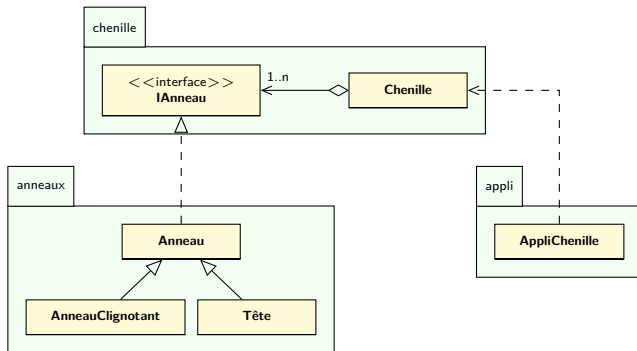 chenille
<<interface>>
IAnneau
1..n
Chenille
anneaux
appli
Anneau
AppliChenille
AnneauClignotant
Tête